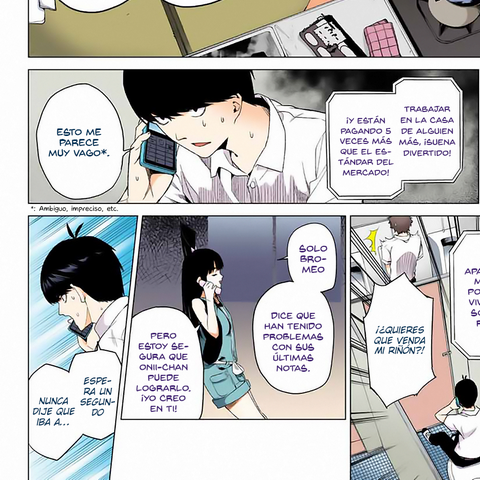 TRABAJAR
EN LA CASA
DE ALGUIEN
MÁS, ¡SUENA
DIVERTIDO!
¡Y ESTÁN
PAGANDO 5
VECES MÁS
QUE EL ES-
TÁNDAR DEL
MERCADO!
ESTO ME
PARECE
MUY VAGO*.
*: Ambiguo, impreciso, etc.
¿¡QUIERES
QUE VENDA
MI RIÑÓN?!
SOLO
BRO-
MEO
DICE QUE
HAN TENIDO
PROBLEMAS
CON SUS
ÚLTIMAS
NOTAS.
PERO
ESTOY SE-
GURA QUE
ONII-CHAN
PUEDE
LOGRARLO.
¡YO CREO
EN TI!
ESPE-
RA UN
SEGUN-
DO
NUNCA
DIJE QUE
IBA A...